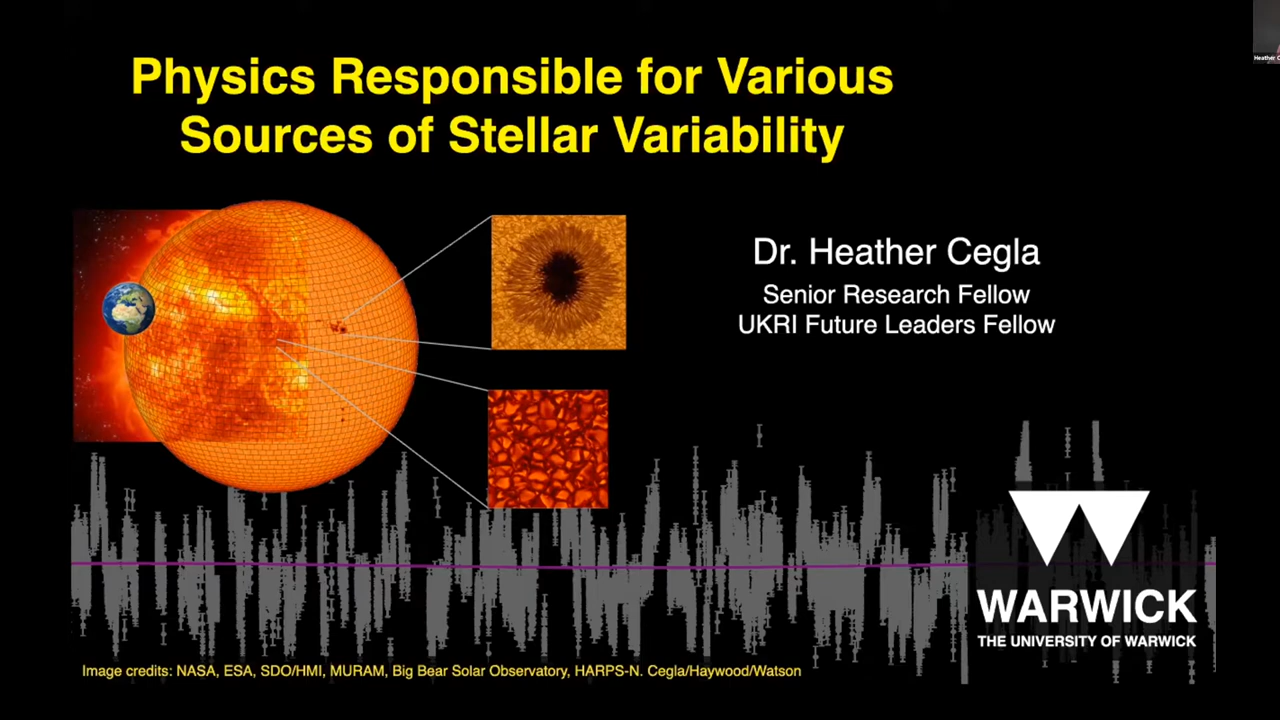 Physics Responsible for Various
Sources of Stellar Variability
Dr. Heather Cegla
Senior Research Fellow
UKRI Future Leaders Fellow
WARWICK
THE UNIVERSITY OF WARWICK
Image credits: NASA, ESA, SDO/HMI, MURAM, Big Bear Solar Observatory, HARPS-N. Cegla/Haywood/Watson
Heather C